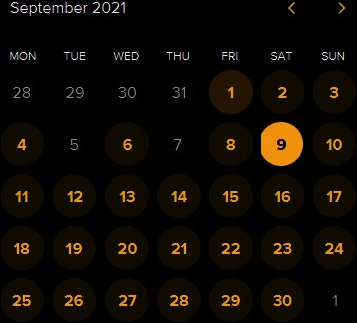 September 2021
MON TUE WED THU FRI SAT SUN
28 29 30 31 1 2 3
4 5 6 7 8 9 10
11 12 13 14 15 16 17
18 19 20 21 22 23 24
25 26 27 28 29 30 1